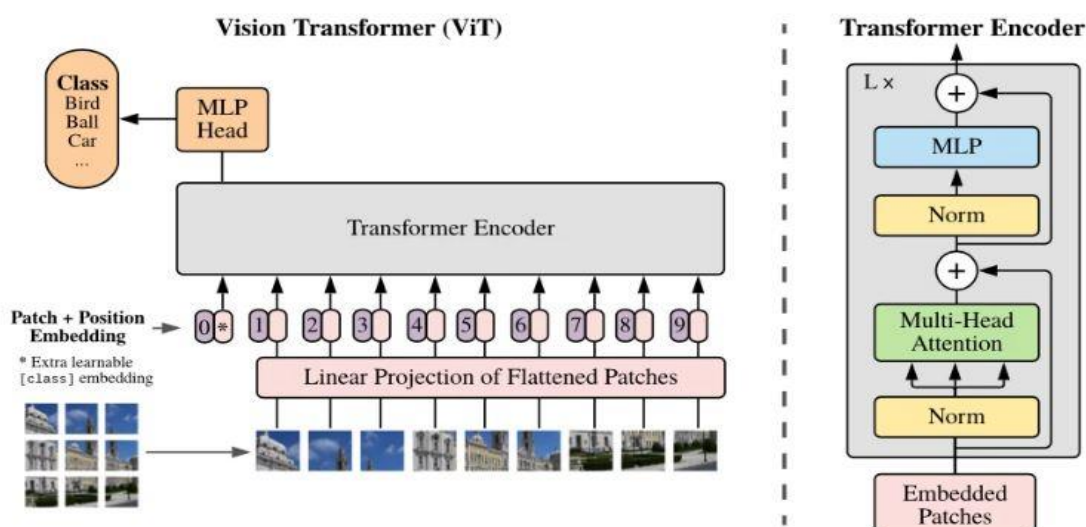 Vision Transformer (ViT)
Class
Bird
Ball
Car
...
MLP
Head
Transformer Encoder
Patch + Position
Embedding
* Extra learnable
[class] embedding
0 * 1 2 3 4 5 6 7 8 9
Linear Projection of Flattened Patches
Transformer Encoder
L ×
+
MLP
Norm
+
Multi-Head
Attention
Norm
Embedded
Patches